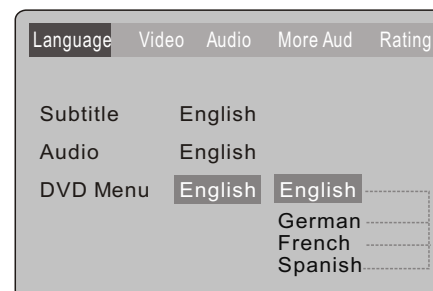 Language Video Audio More Aud Rating
Subtitle English
Audio English
DVD Menu English English
German
French
Spanish